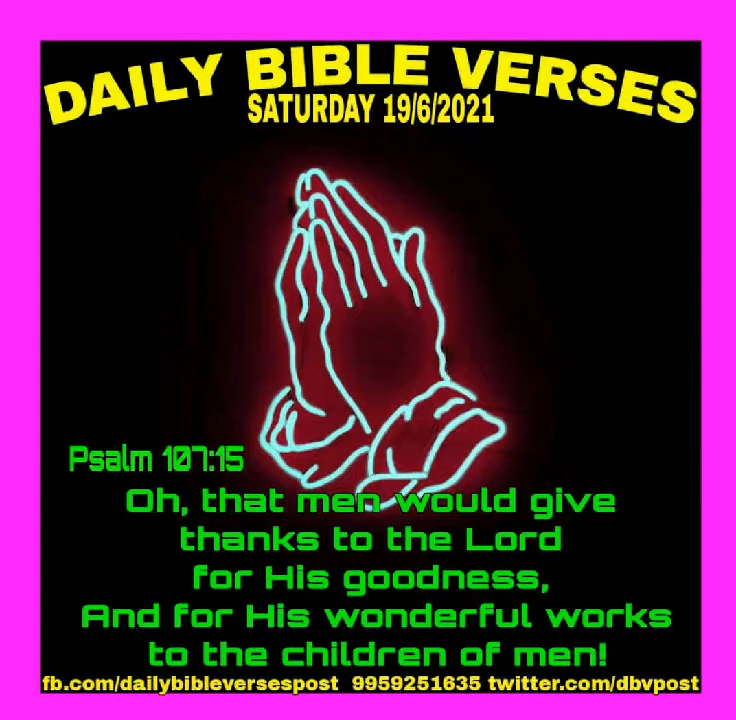 DAILY BIBLE VERSES
SATURDAY 19/6/2021
Psalm 107:15
Oh, that men would give
thanks to the Lord
for His goodness,
And for His wonderful works
to the children of men!
fb.com/dailybibleversespost 9959251635 twitter.com/dbvpost